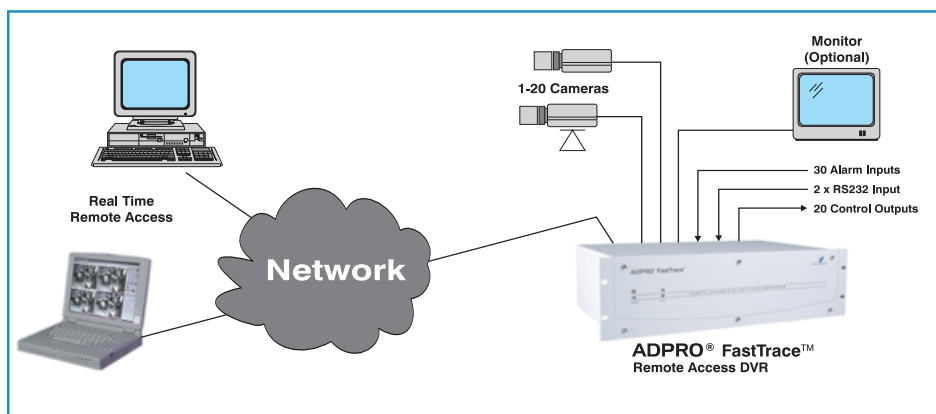 Monitor
(Optional)
1-20 Cameras
30 Alarm Inputs
2 x RS232 Input
20 Control Outputs
Real Time
Remote Access
Network
ADPRO FastTrace™
ADPRO® FastTrace™
Remote Access DVR